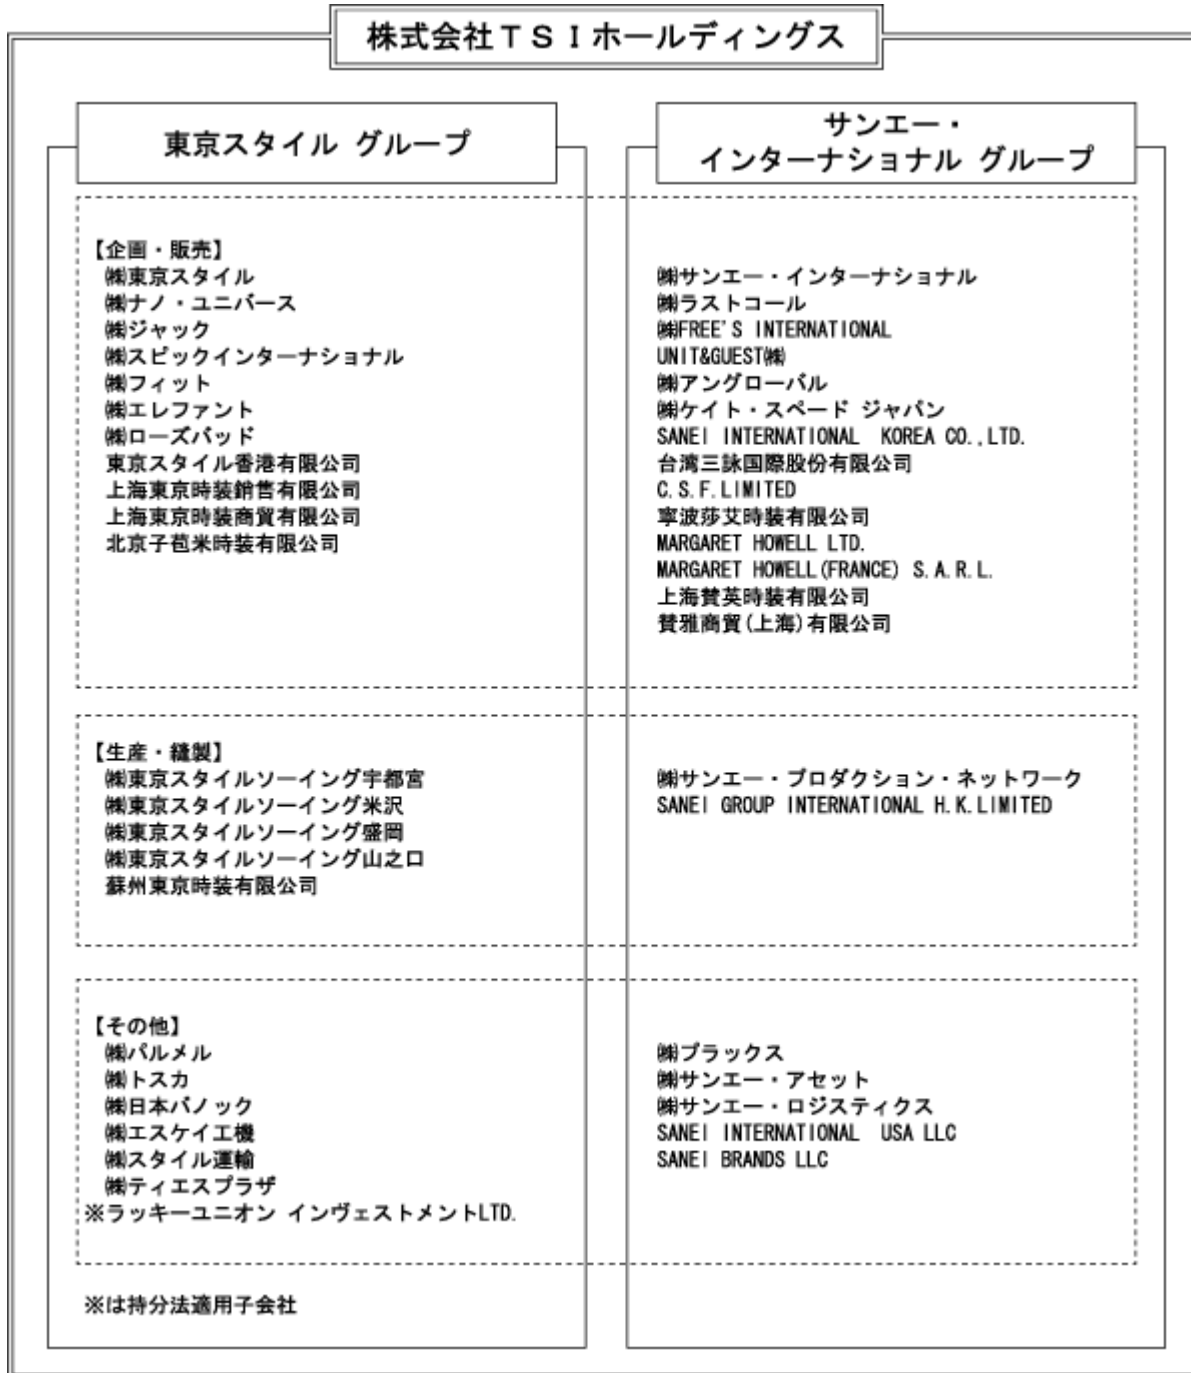 株式会社ＴＳＩホールディングス
東京スタイル グループ
サンエー・
インターナショナル グループ
【企画・販売】
㈱東京スタイル
㈱ナノ・ユニバース
㈱ジャック
㈱スピックインターナショナル
㈱フィット
㈱エレファント
㈱ローズバッド
東京スタイル香港有限公司
上海東京時装銷售有限公司
上海東京時装商貿有限公司
北京子苞米時装有限公司
㈱サンエー・インターナショナル
㈱ラストコール
㈱FREE'S INTERNATIONAL
UNIT&GUEST㈱
㈱アングローバル
㈱ケイト・スペード ジャパン
SANEI INTERNATIONAL KOREA CO.,LTD.
台湾三詠国際股份有限公司
C.S.F.LIMITED
寧波莎艾時装有限公司
MARGARET HOWELL LTD.
MARGARET HOWELL(FRANCE) S.A.R.L.
上海賛英時装有限公司
賛雅商貿(上海)有限公司
【生産・縫製】
㈱東京スタイルソーイング宇都宮
㈱東京スタイルソーイング米沢
㈱東京スタイルソーイング盛岡
㈱東京スタイルソーイング山之口
蘇州東京時装有限公司
㈱サンエー・プロダクション・ネットワーク
SANEI GROUP INTERNATIONAL H.K.LIMITED
【その他】
㈱パルメル
㈱トスカ
㈱日本バノック
㈱エスケイ工機
㈱スタイル運輸
㈱ティエスプラザ
※ラッキーユニオン インヴェストメントLTD.
㈱プラックス
㈱サンエー・アセット
㈱サンエー・ロジスティクス
SANEI INTERNATIONAL USA LLC
SANEI BRANDS LLC
※は持分法適用子会社